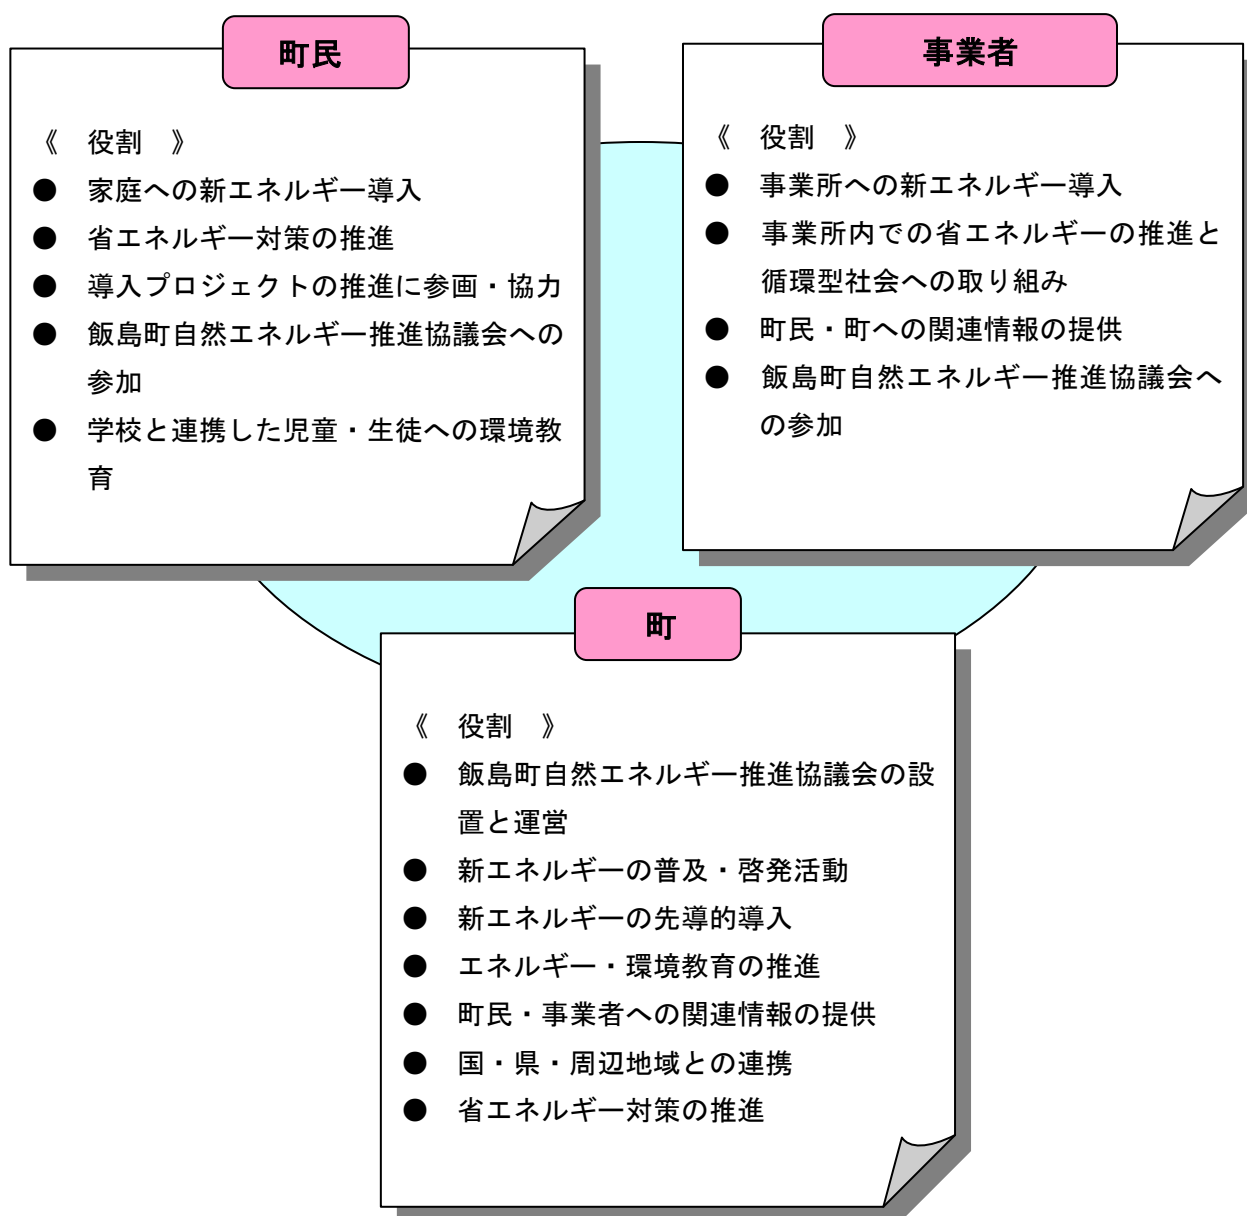 町民
《　役割　》
●　家庭への新エネルギー導入
●　省エネルギー対策の推進
●　導入プロジェクトの推進に参画・協力
●　飯島町自然エネルギー推進協議会への
参加
●　学校と連携した児童・生徒への環境教
育
事業者
《　役割　》
●　事業所への新エネルギー導入
●　事業所内での省エネルギーの推進と
循環型社会への取り組み
●　町民・町への関連情報の提供
●　飯島町自然エネルギー推進協議会へ
の参加
町
《　役割　》
●　飯島町自然エネルギー推進協議会の設
置と運営
●　新エネルギーの普及・啓発活動
●　新エネルギーの先導的導入
●　エネルギー・環境教育の推進
●　町民・事業者への関連情報の提供
●　国・県・周辺地域との連携
●　省エネルギー対策の推進